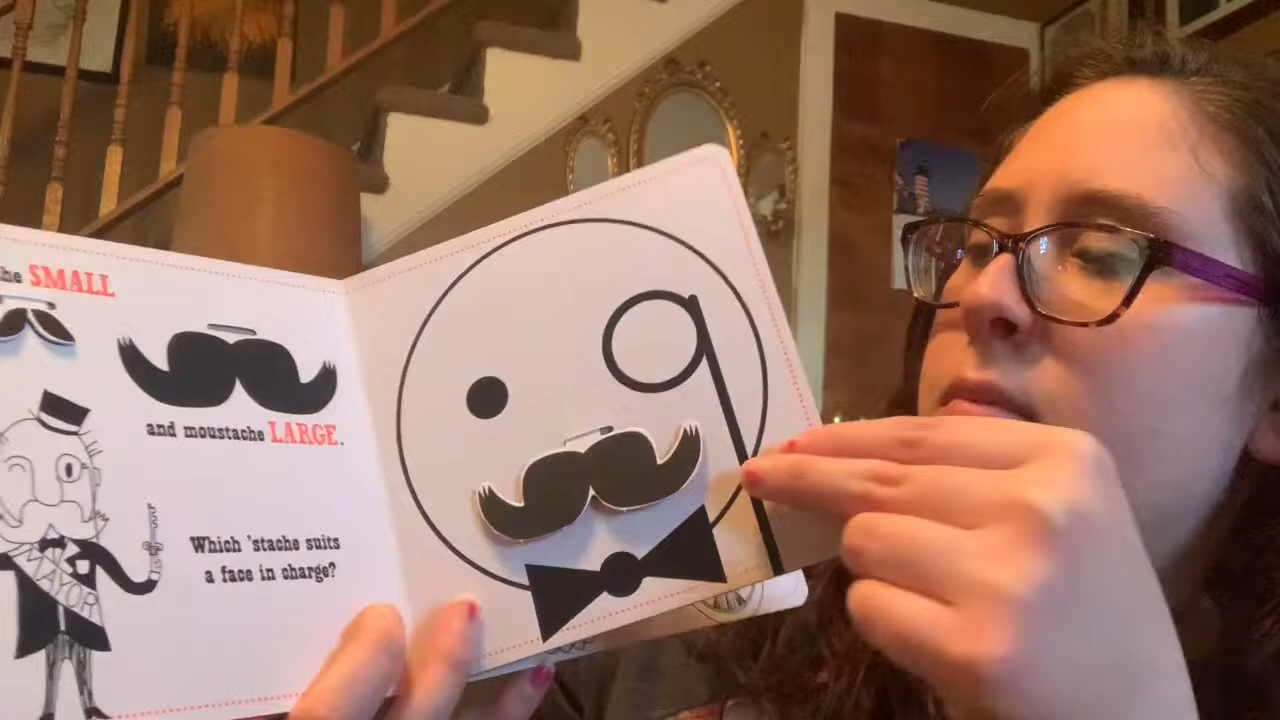 the SMALL
and moustache LARGE.
MAYOR
Which 'stache suits
a face in charge?